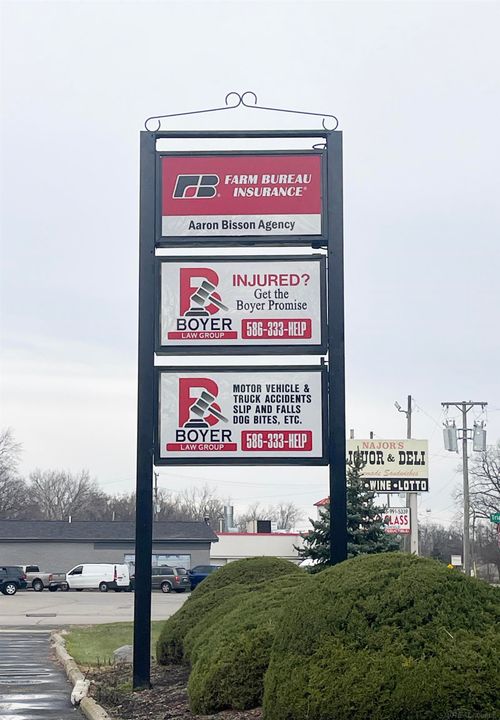 FB®
FARM BUREAU
INSURANCE®
Aaron Bisson Agency
B
BOYER
LAW GROUP
INJURED?
Get the
Boyer Promise
586-333-HELP
B
BOYER
LAW GROUP
MOTOR VEHICLE &
TRUCK ACCIDENTS
SLIP AND FALLS
DOG BITES, ETC.
586-333-HELP
NAJOR'S
LIQUOR & DELI
Sandwiches
WINE • LOTTO
GLASS